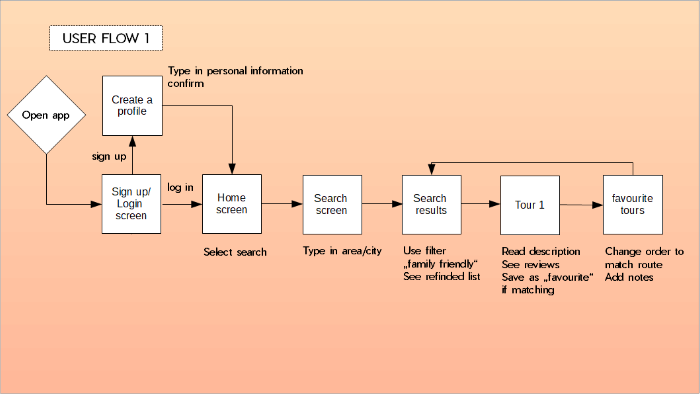 USER FLOW 1
Type in personal information
confirm
Create a
profile
Open app
sign up
log in
Sign up/
Login
screen
Home
screen
Search
screen
Search
results
Tour 1
favourite
tours
Select search
Type in area/city
Use filter
„family friendly“
See refinded list
Read description
See reviews
Save as „favourite“
if matching
Change order to
match route
Add notes